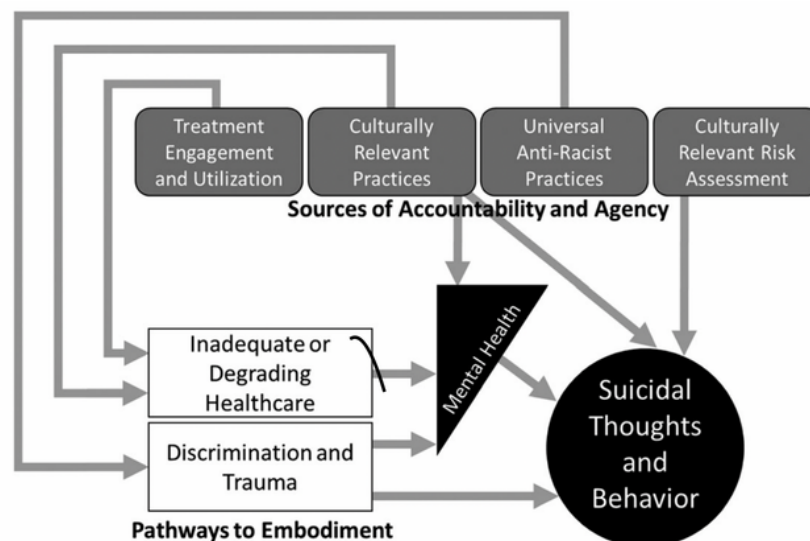 Treatment
Engagement
and Utilization
Culturally
Relevant
Practices
Universal
Anti-Racist
Practices
Culturally
Relevant Risk
Assessment
Sources of Accountability and Agency
Inadequate or
Degrading
Healthcare
Mental Health
Discrimination and
Trauma
Suicidal
Thoughts
and
Behavior
Pathways to Embodiment